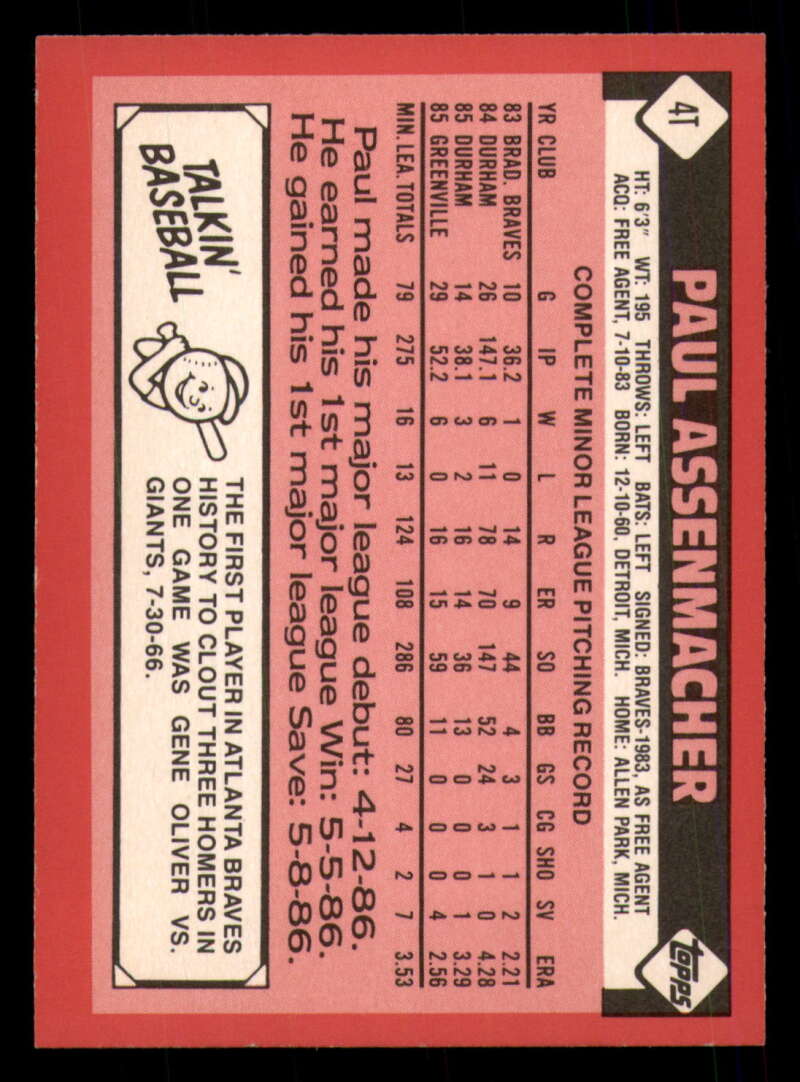 4T
PAUL ASSENMACHER
topps
HT: 6'3" WT: 195 THROWS: LEFT BATS: LEFT SIGNED: BRAVES-1983, AS FREE AGENT
ACQ: FREE AGENT, 7-10-83 BORN: 12-10-60, DETROIT, MICH. HOME: ALLEN PARK, MICH.
COMPLETE MINOR LEAGUE PITCHING RECORD
YR CLUB G IP W L R ER SO BB GS CG SHO SV ERA
83 BRAD. BRAVES 10 36.2 1 0 14 9 44 4 3 1 1 2 2.21
84 DURHAM 26 147.1 6 11 78 70 147 52 24 3 1 0 4.28
85 DURHAM 14 38.1 3 2 16 14 36 13 0 0 0 1 3.29
85 GREENVILLE 29 52.2 6 0 16 15 59 11 0 0 0 4 2.56
MIN. LEA. TOTALS 79 275 16 13 124 108 286 80 27 4 2 7 3.53
Paul made his major league debut: 4-12-86.
He earned his 1st major league Win: 5-5-86.
He gained his 1st major league Save: 5-8-86.
TALKIN'
BASEBALL
THE FIRST PLAYER IN ATLANTA BRAVES
HISTORY TO CLOUT THREE HOMERS IN
ONE GAME WAS GENE OLIVER VS.
GIANTS, 7-30-66.